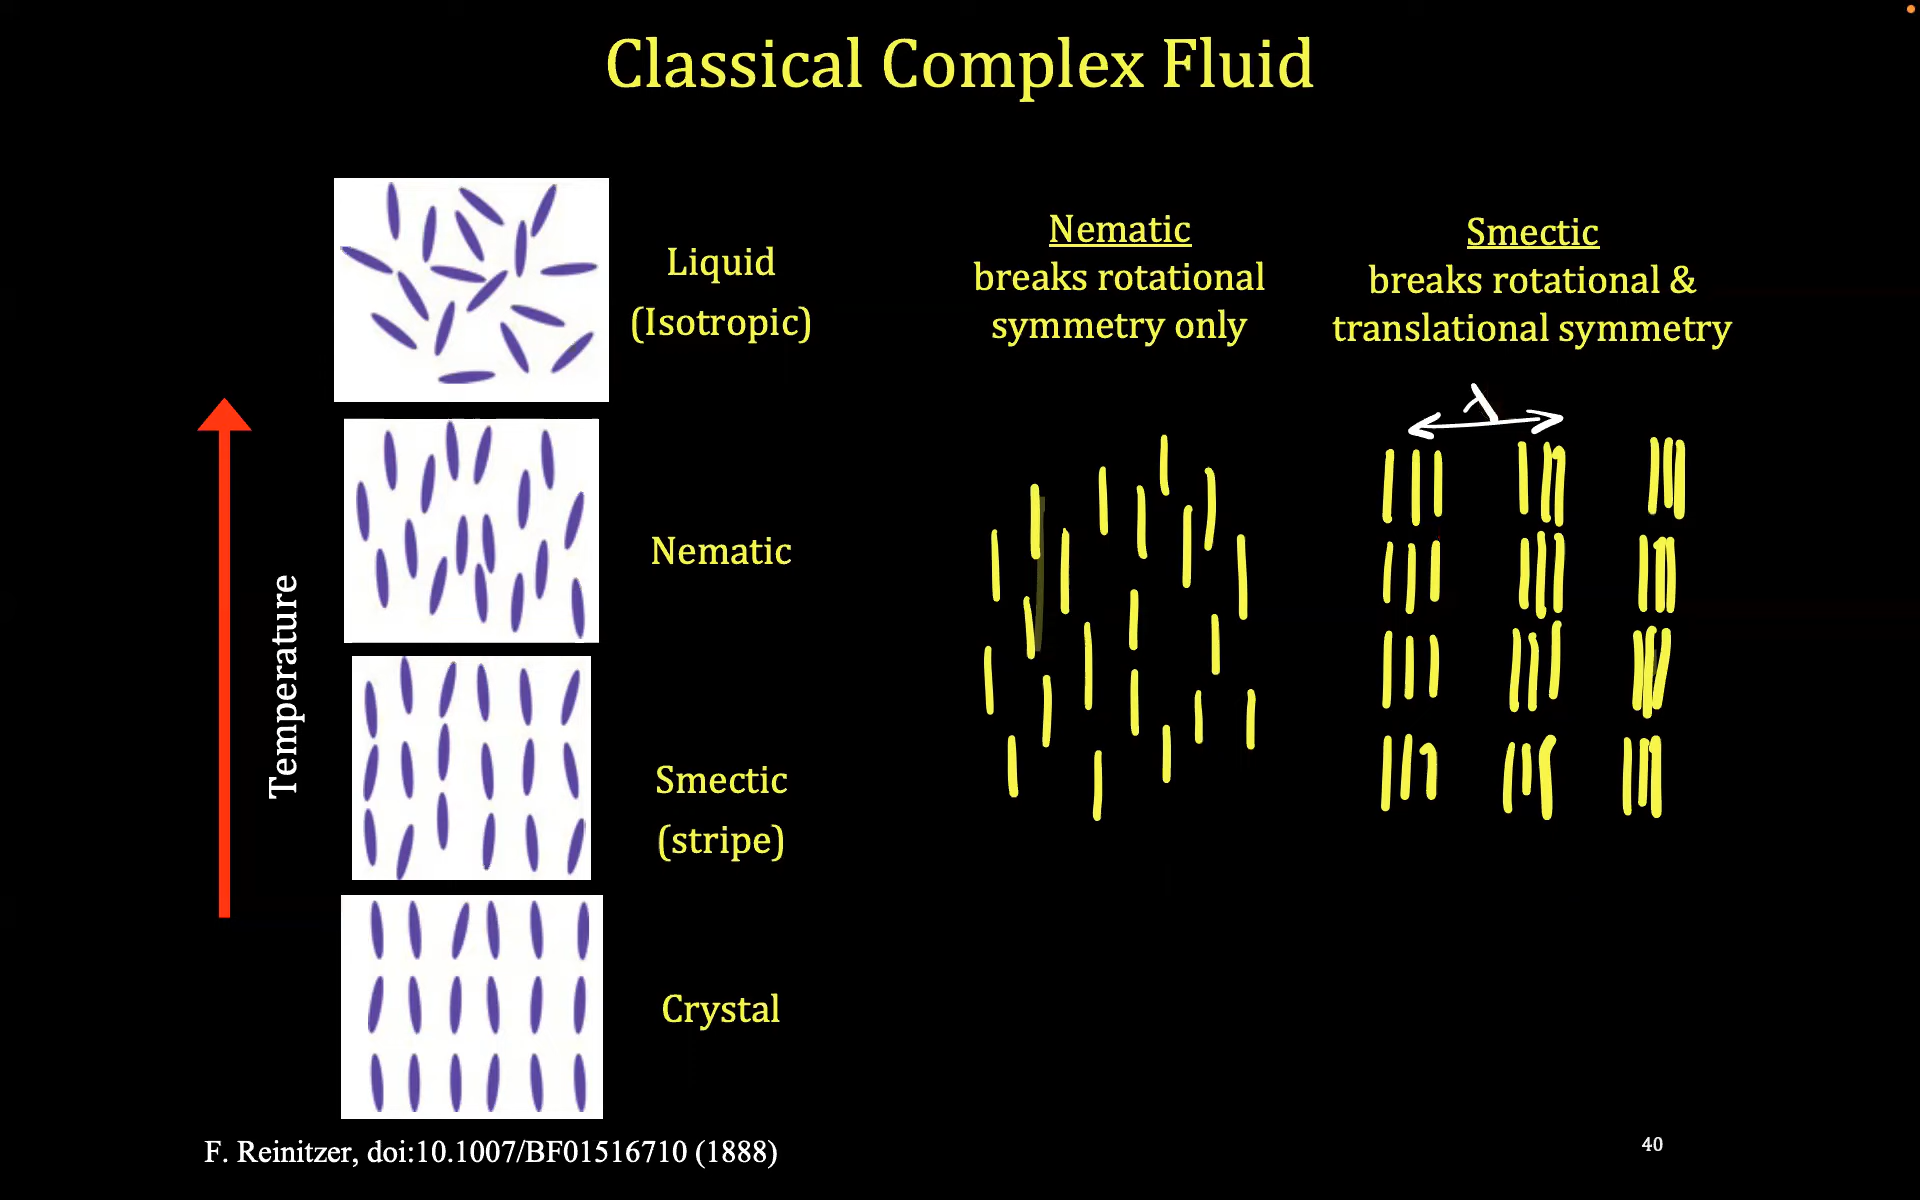 Classical Complex Fluid
Liquid
(Isotropic)
Nematic
Smectic
(stripe)
Crystal
Temperature
Nematic
breaks rotational
symmetry only
Smectic
breaks rotational &
translational symmetry
λ
F. Reinitzer, doi:10.1007/BF01516710 (1888)
40